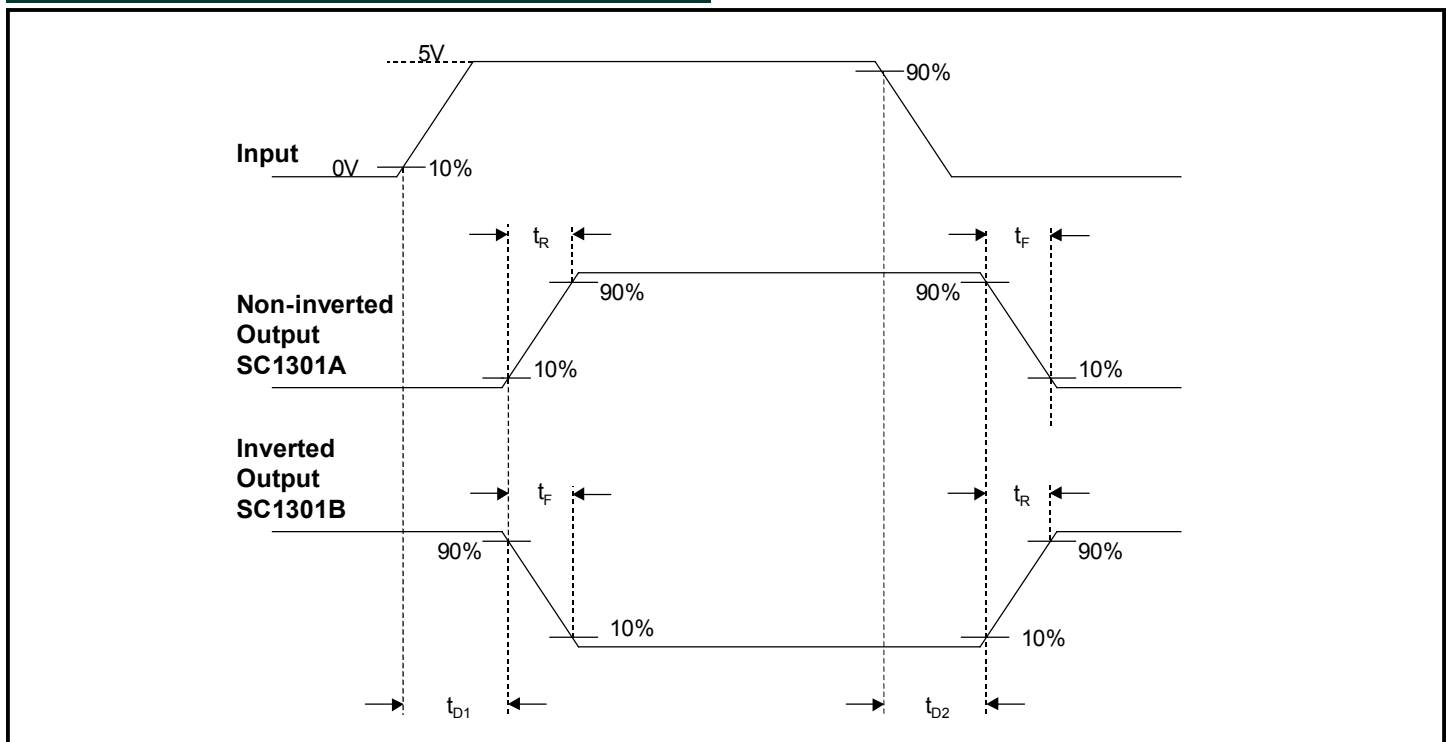 5V
90%
Input
0V
10%
tR
tF
Non-inverted
Output
SC1301A
90%
90%
10%
10%
Inverted
Output
SC1301B
tF
tR
90%
90%
10%
10%
tD1
tD2